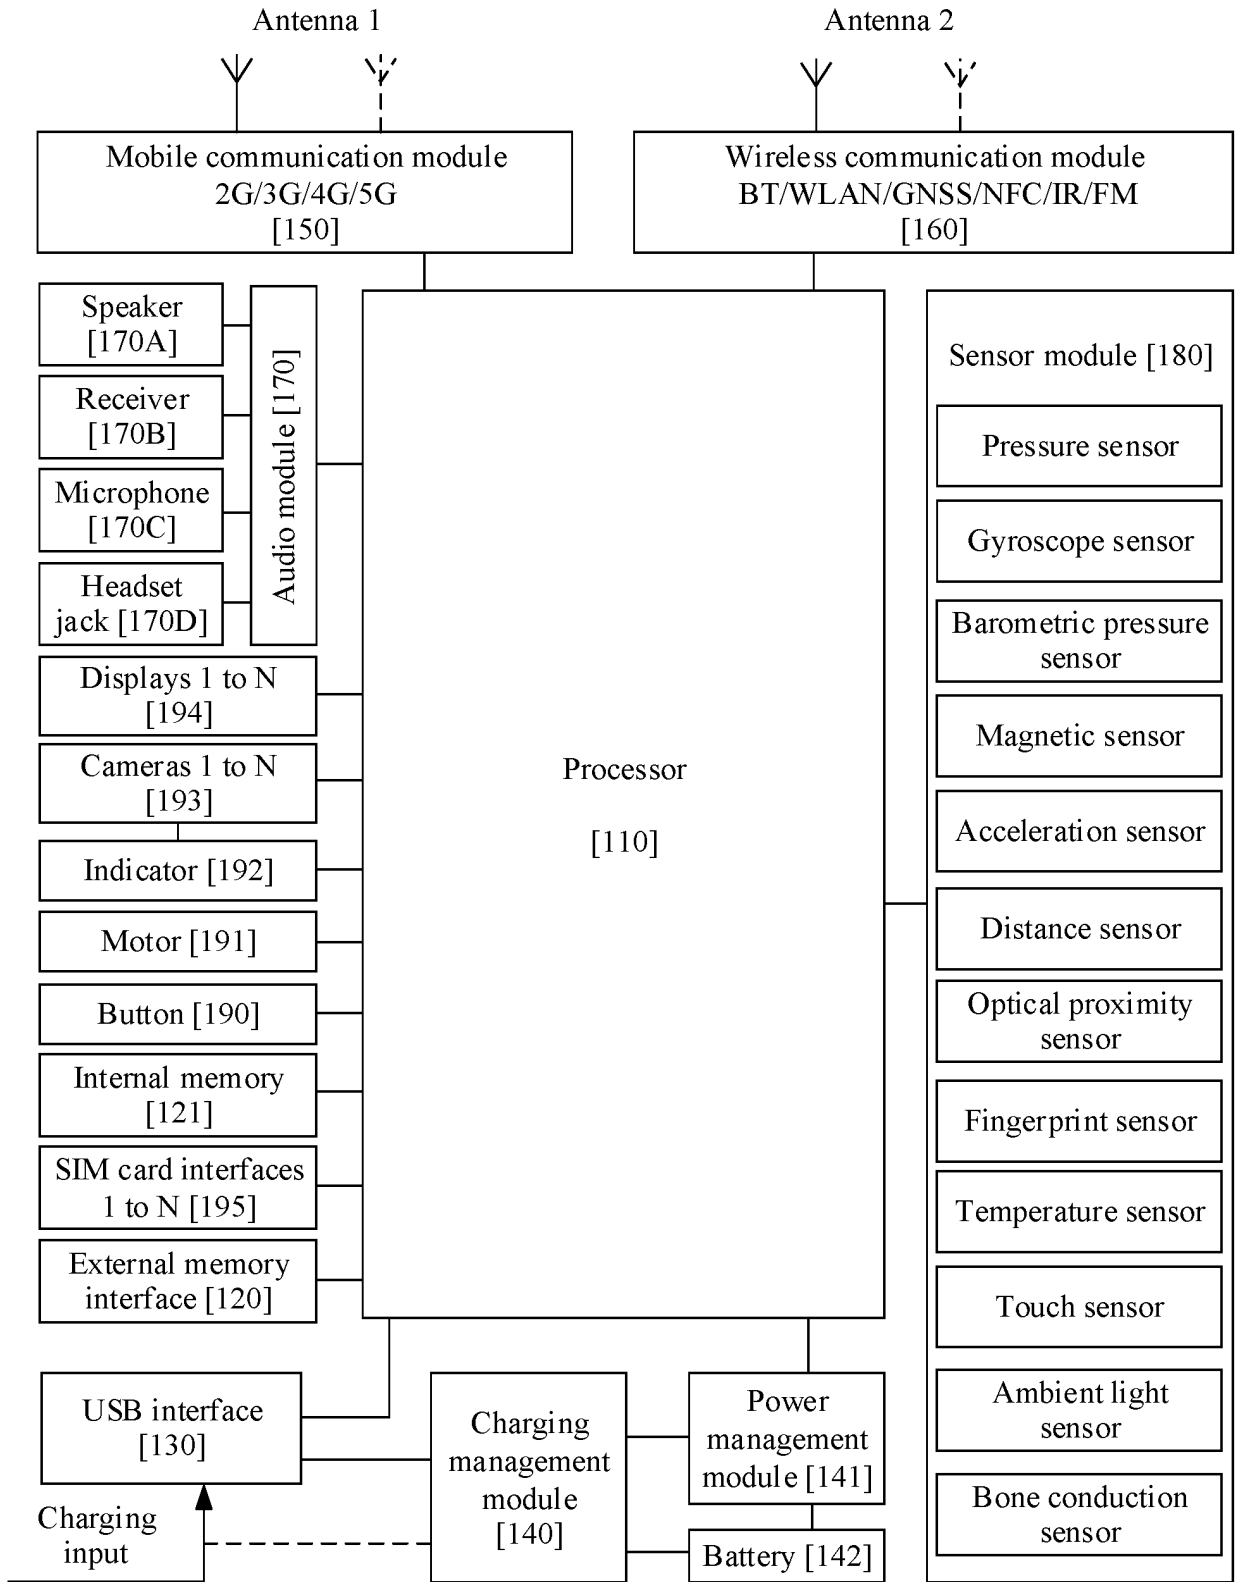 Antenna 1
Antenna 2
Mobile communication module
2G/3G/4G/5G
[150]
Wireless communication module
BT/WLAN/GNSS/NFC/IR/FM
[160]
Speaker
[170A]
Receiver
[170B]
Microphone
[170C]
Headset
jack [170D]
Audio module [170]
Displays 1 to N
[194]
Cameras 1 to N
[193]
Indicator [192]
Motor [191]
Button [190]
Internal memory
[121]
SIM card interfaces
1 to N [195]
External memory
interface [120]
Processor
[110]
Sensor module [180]
Pressure sensor
Gyroscope sensor
Barometric pressure
sensor
Magnetic sensor
Acceleration sensor
Distance sensor
Optical proximity
sensor
Fingerprint sensor
Temperature sensor
Touch sensor
Ambient light
sensor
Bone conduction
sensor
USB interface
[130]
Charging
input
Charging
management
module
[140]
Power
management
module [141]
Battery [142]